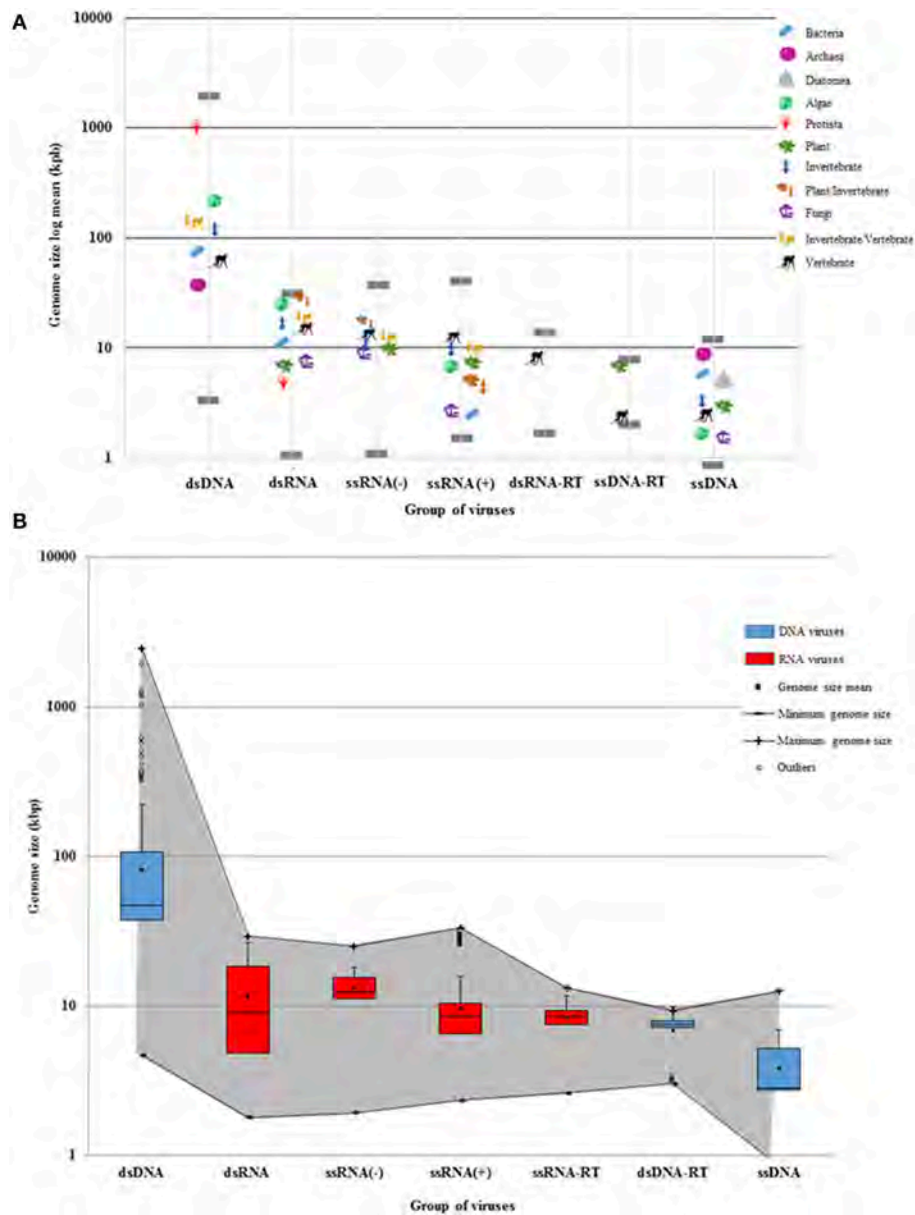 A
10000
1000
100
10
1
Genome size log mean (kpb)
Bacteria
Archaea
Diatomea
Algae
Protista
Plant
Invertebrate
Plant/Invertebrate
Fungi
Invertebrate/Vertebrate
Vertebrate
dsDNA dsRNA ssRNA(-) ssRNA(+) dsRNA-RT ssDNA-RT ssDNA
Group of viruses
B
10000
1000
100
10
1
Genome size (kbp)
DNA viruses
RNA viruses
Genome size mean
Minimum genome size
Maximum genome size
Outliers
dsDNA dsRNA ssRNA(-) ssRNA(+) ssRNA-RT dsDNA-RT ssDNA
Group of viruses